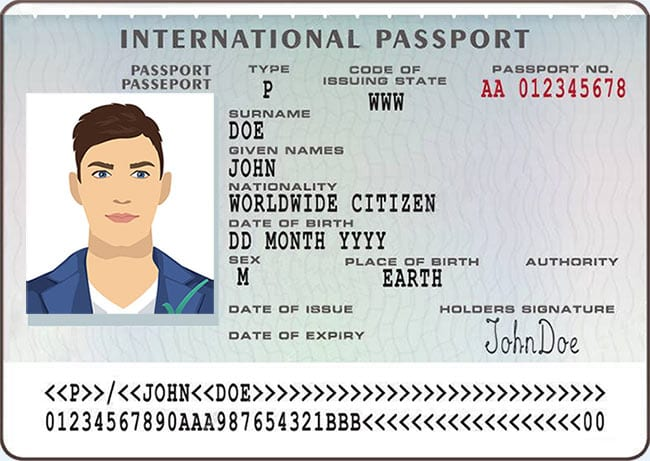 INTERNATIONAL PASSPORT
PASSPORT TYPE CODE OF PASSPORT NO.
PASSEPORT P ISSUING STATE AA 012345678
WWW
SURNAME
DOE
GIVEN NAMES
JOHN
NATIONALITY
WORLDWIDE CITIZEN
DATE OF BIRTH
DD MONTH YYYY
SEX PLACE OF BIRTH AUTHORITY
M EARTH
DATE OF ISSUE HOLDERS SIGNATURE
DATE OF EXPIRY JohnDoe
<<P>>/<<JOHN<<DOE>>>>>>>>>>>>>>>>>>>>>>>>>>>>>>>
01234567890AAA987654321BBB<<<<<<<<<<<<<<<<<<<00